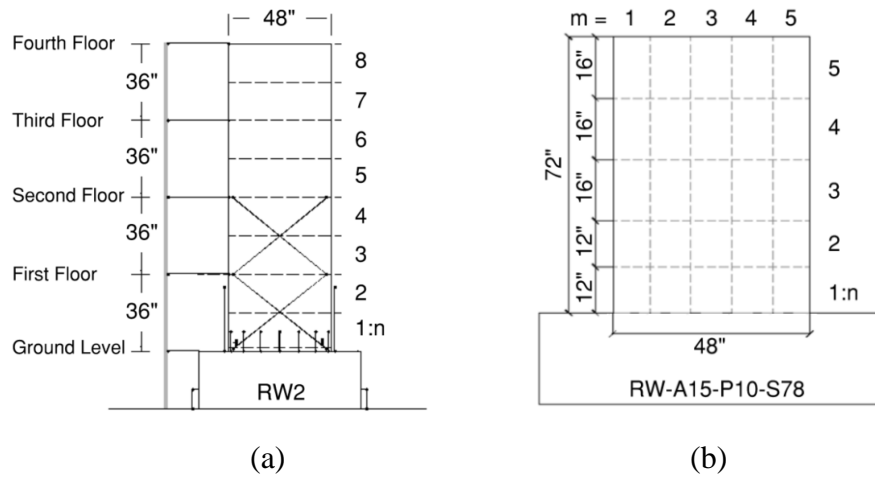 48"
Fourth Floor
8
36"
7
Third Floor
6
36"
5
Second Floor
4
36"
3
First Floor
2
36"
1:n
Ground Level
RW2
(a)
m = 1 2 3 4 5
16"
5
16"
4
72"
16"
3
12"
2
12"
1:n
48"
RW-A15-P10-S78
(b)